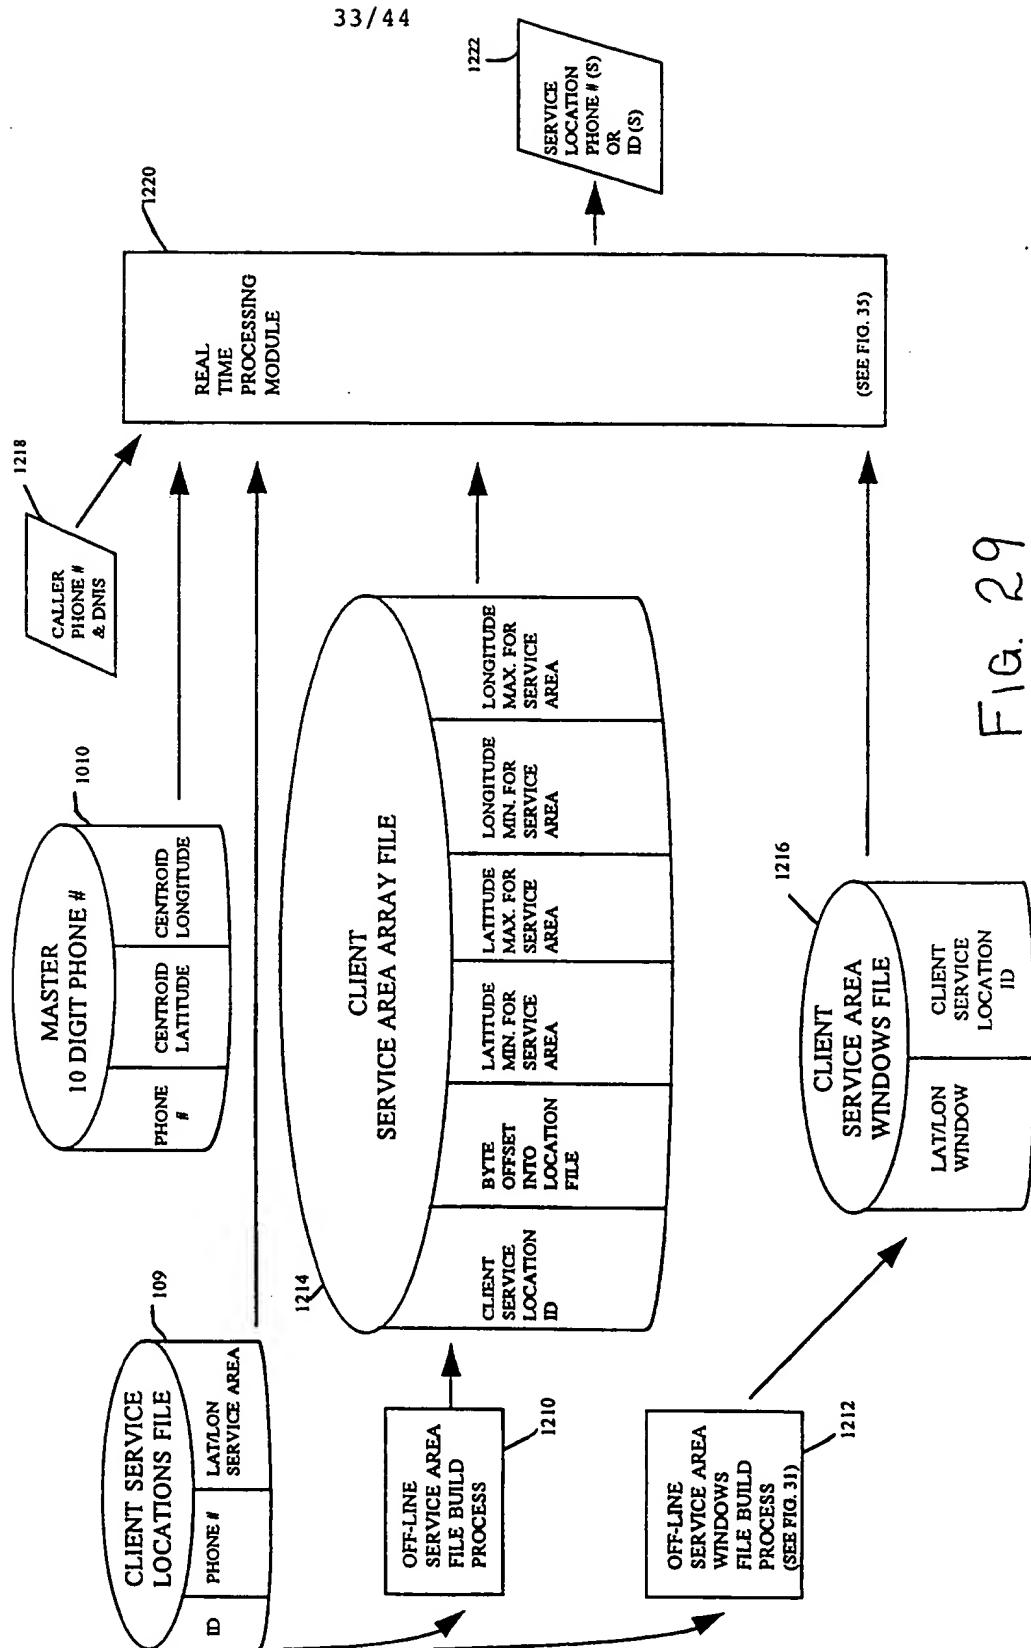 33/44
CLIENT SERVICE
LOCATIONS FILE
109
ID
PHONE #
LAT/LON
SERVICE AREA
MASTER
10 DIGIT PHONE #
1010
PHONE
#
CENTROID
LATITUDE
CENTROID
LONGITUDE
1218
CALLER
PHONE #
& DNIS
1220
REAL
TIME
PROCESSING
MODULE
(SEE FIG. 35)
1222
SERVICE
LOCATION
PHONE # (S)
OR
ID (S)
1214
CLIENT
SERVICE AREA ARRAY FILE
CLIENT
SERVICE
LOCATION
ID
BYTE
OFFSET
INTO
LOCATION
FILE
LATITUDE
MIN. FOR
SERVICE
AREA
LATITUDE
MAX. FOR
SERVICE
AREA
LONGITUDE
MIN. FOR
SERVICE
AREA
LONGITUDE
MAX. FOR
SERVICE
AREA
OFF-LINE
SERVICE AREA
FILE BUILD
PROCESS
1210
OFF-LINE
SERVICE AREA
WINDOWS
FILE BUILD
PROCESS
(SEE FIG. 31)
1212
1216
CLIENT
SERVICE AREA
WINDOWS FILE
LAT/LON
WINDOW
CLIENT
SERVICE
LOCATION
ID
FIG. 29